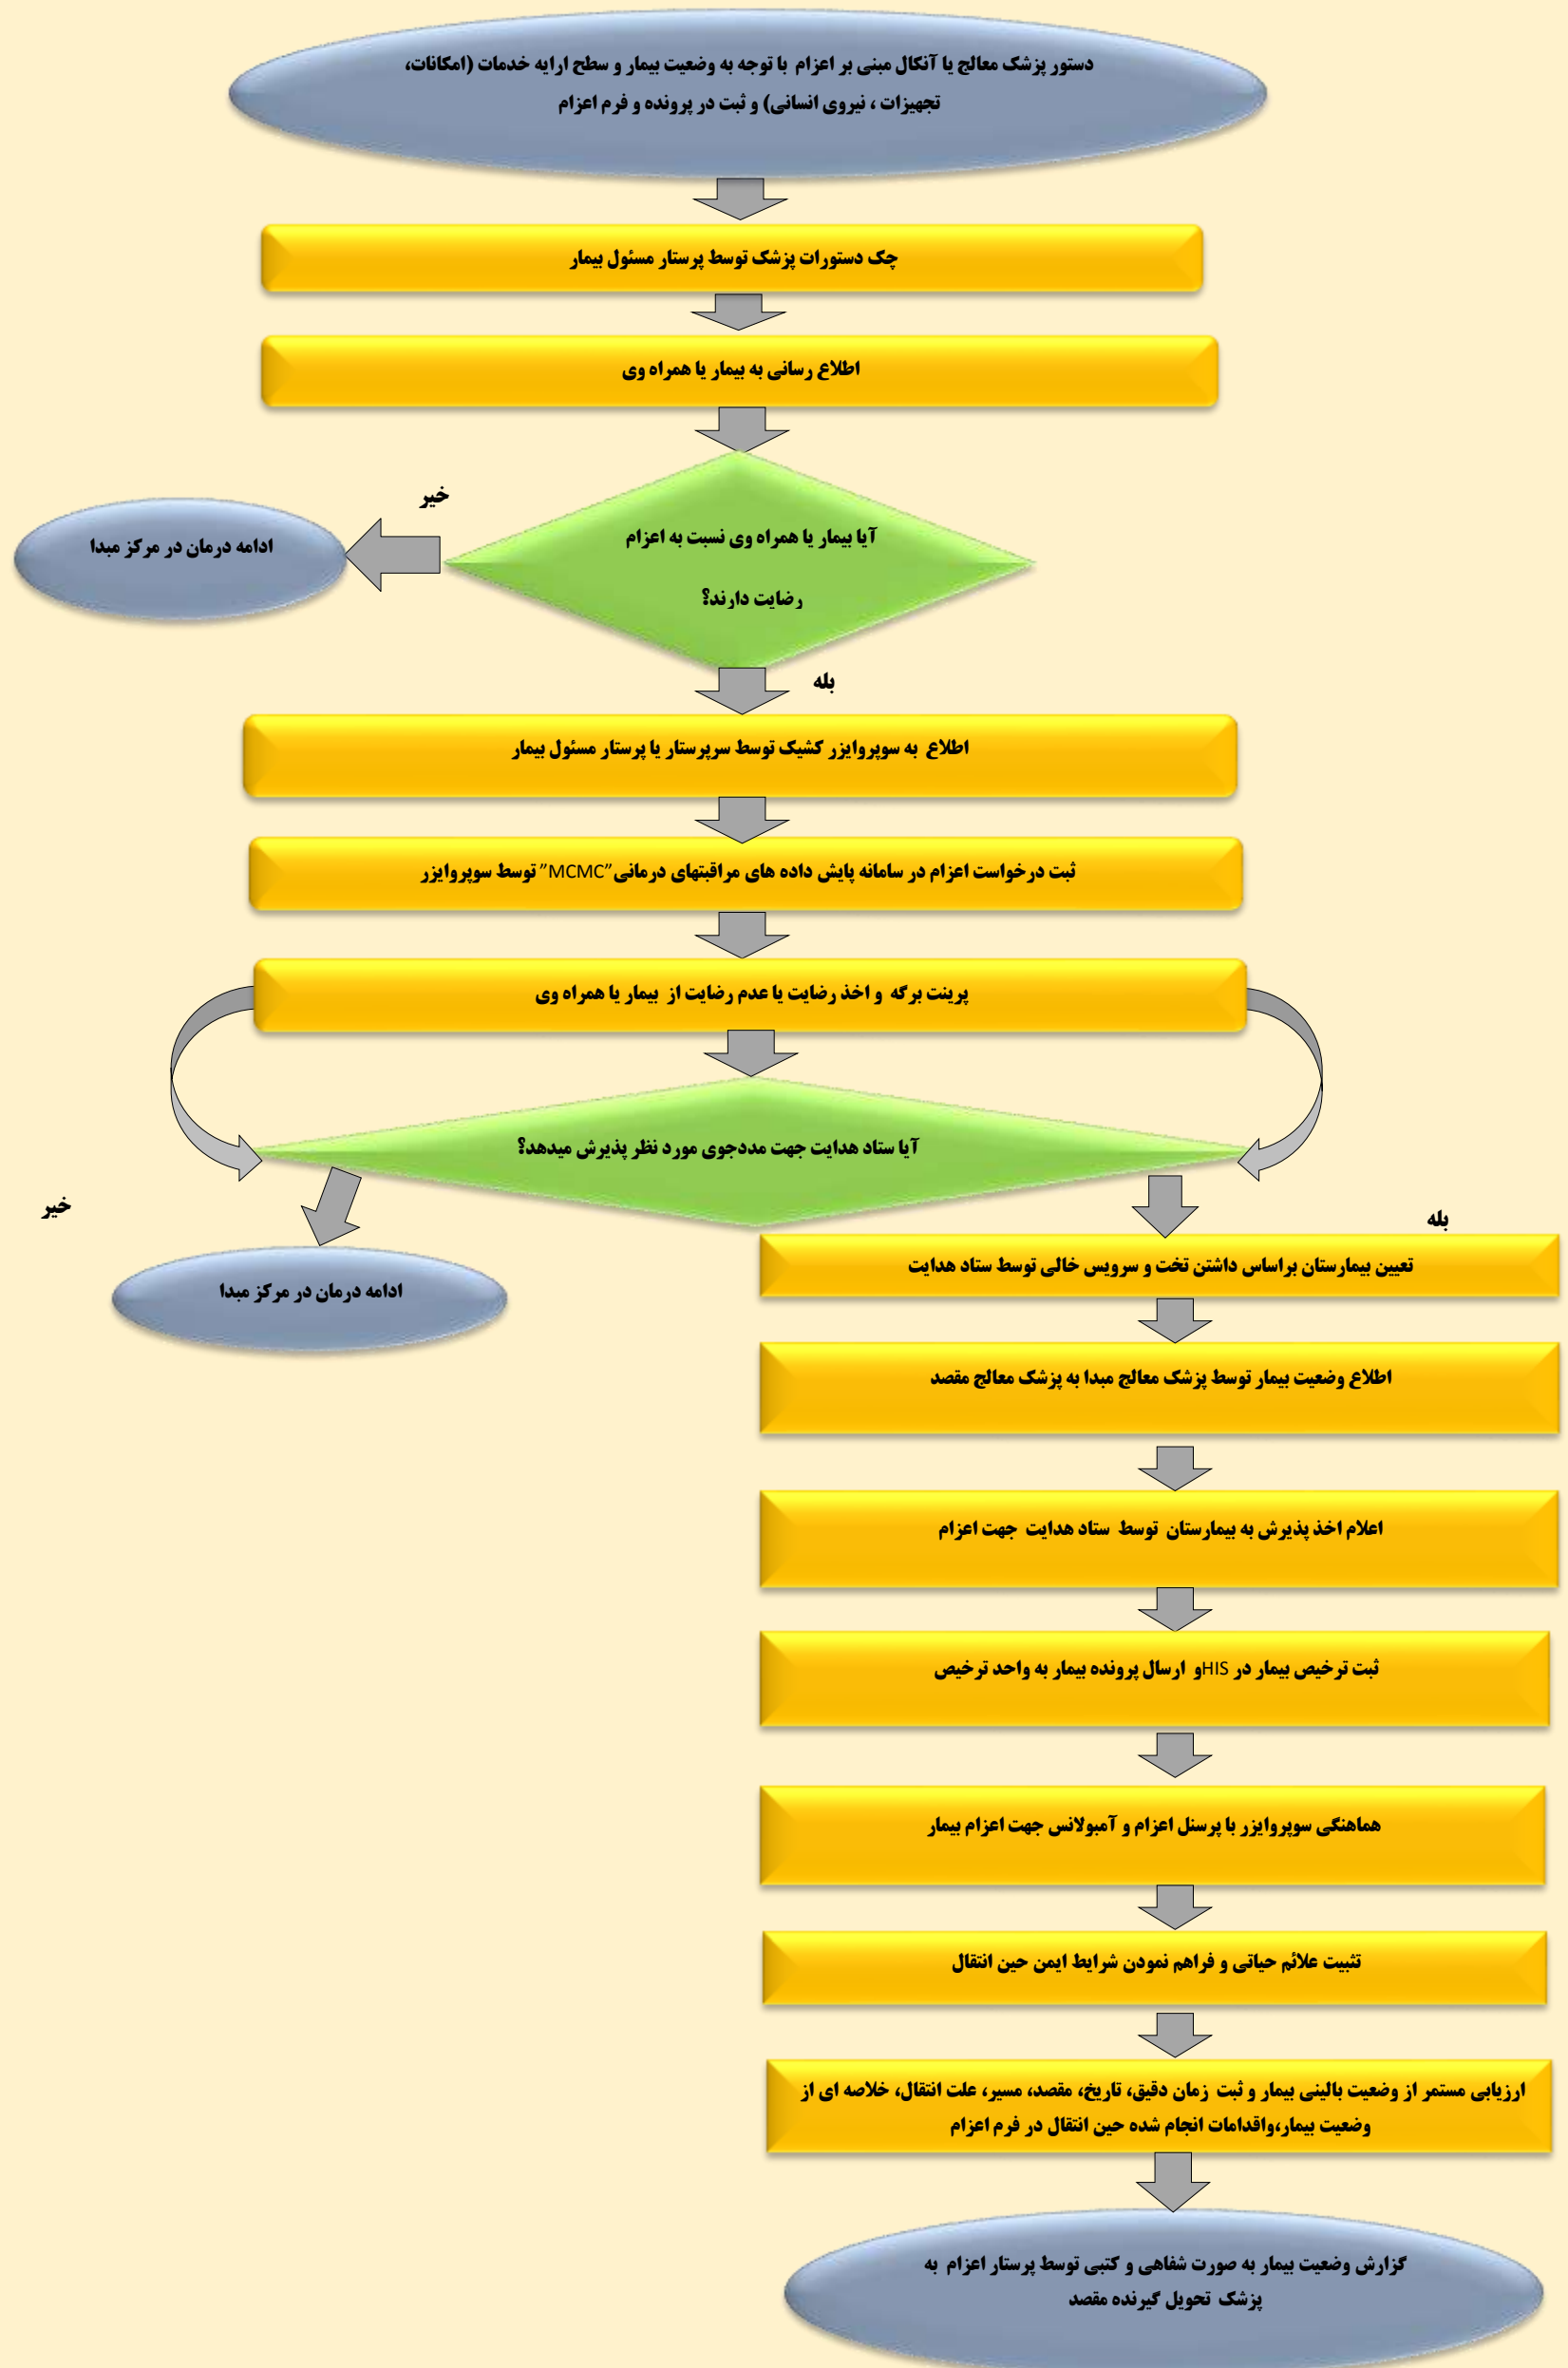 دستور پزشک معالج یا آنکال مبنی بر اعزام با توجه به وضعیت بیمار و سطح ارایه خدمات (امکانات،
تجهیزات ، نیروی انسانی) و ثبت در پرونده و فرم اعزام
چک دستورات پزشک توسط پرستار مسئول بیمار
اطلاع رسانی به بیمار یا همراه وی
خیر
آیا بیمار یا همراه وی نسبت به اعزام
رضایت دارند؟
ادامه درمان در مرکز مبدا
بله
اطلاع به سوپروایزر کشیک توسط سرپرستار یا پرستار مسئول بیمار
ثبت درخواست اعزام در سامانه پایش داده های مراقبتهای درمانی"MCMC" توسط سوپروایزر
پرینت برگه و اخذ رضایت یا عدم رضایت از بیمار یا همراه وی
آیا ستاد هدایت جهت مددجوی مورد نظر پذیرش میدهد؟
خیر
بله
ادامه درمان در مرکز مبدا
تعیین بیمارستان براساس داشتن تخت و سرویس خالی توسط ستاد هدایت
اطلاع وضعیت بیمار توسط پزشک معالج مبدا به پزشک معالج مقصد
اعلام اخذ پذیرش به بیمارستان توسط ستاد هدایت جهت اعزام
ثبت ترخیص بیمار در HISو ارسال پرونده بیمار به واحد ترخیص
هماهنگی سوپروایزر با پرسنل اعزام و آمبولانس جهت اعزام بیمار
تثبیت علائم حیاتی و فراهم نمودن شرایط ایمن حین انتقال
ارزیابی مستمر از وضعیت بالینی بیمار و ثبت زمان دقیق، تاریخ، مقصد، مسیر، علت انتقال، خلاصه ای از
وضعیت بیمار،واقدامات انجام شده حین انتقال در فرم اعزام
گزارش وضعیت بیمار به صورت شفاهی و کتبی توسط پرستار اعزام به
پزشک تحویل گیرنده مقصد